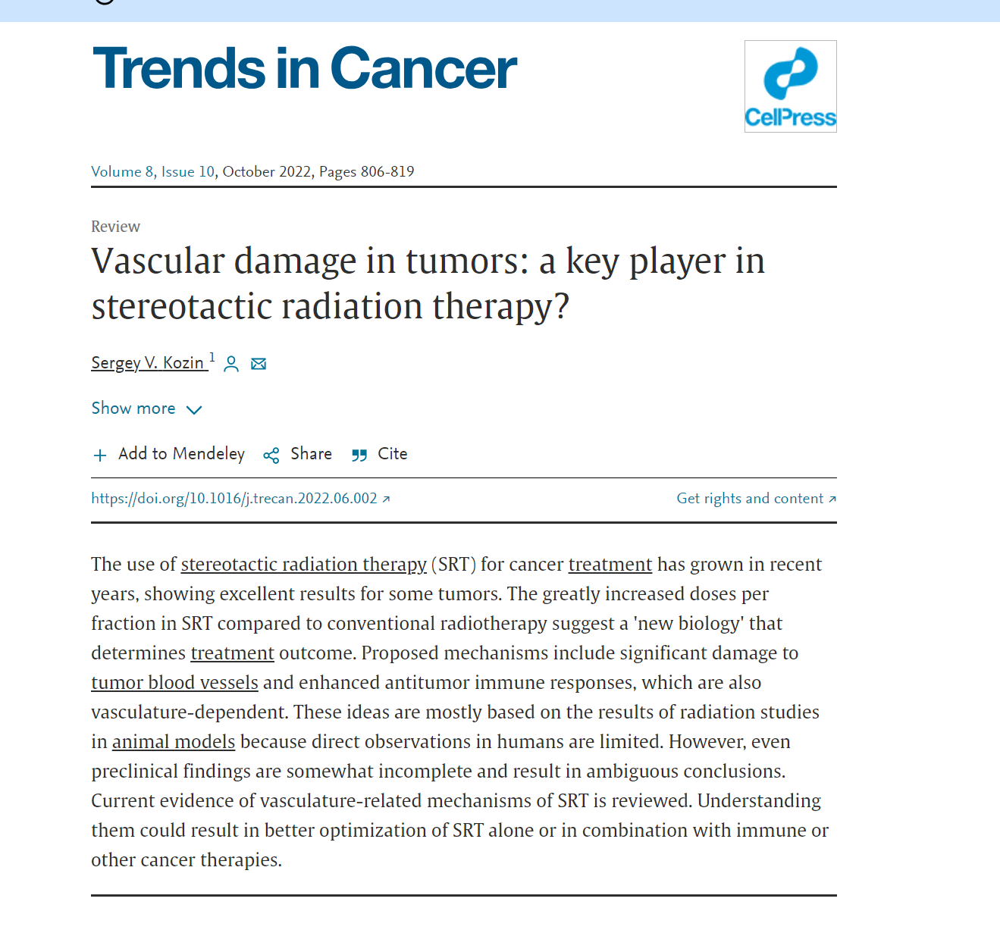 Trends in Cancer
CellPress
Volume 8, Issue 10, October 2022, Pages 806-819
Review
Vascular damage in tumors: a key player in
stereotactic radiation therapy?
Sergey V. Kozin 1
Show more
Add to Mendeley Share Cite
https://doi.org/10.1016/j.trecan.2022.06.002 Get rights and content
The use of stereotactic radiation therapy (SRT) for cancer treatment has grown in recent
years, showing excellent results for some tumors. The greatly increased doses per
fraction in SRT compared to conventional radiotherapy suggest a 'new biology' that
determines treatment outcome. Proposed mechanisms include significant damage to
tumor blood vessels and enhanced antitumor immune responses, which are also
vasculature-dependent. These ideas are mostly based on the results of radiation studies
in animal models because direct observations in humans are limited. However, even
preclinical findings are somewhat incomplete and result in ambiguous conclusions.
Current evidence of vasculature-related mechanisms of SRT is reviewed. Understanding
them could result in better optimization of SRT alone or in combination with immune or
other cancer therapies.